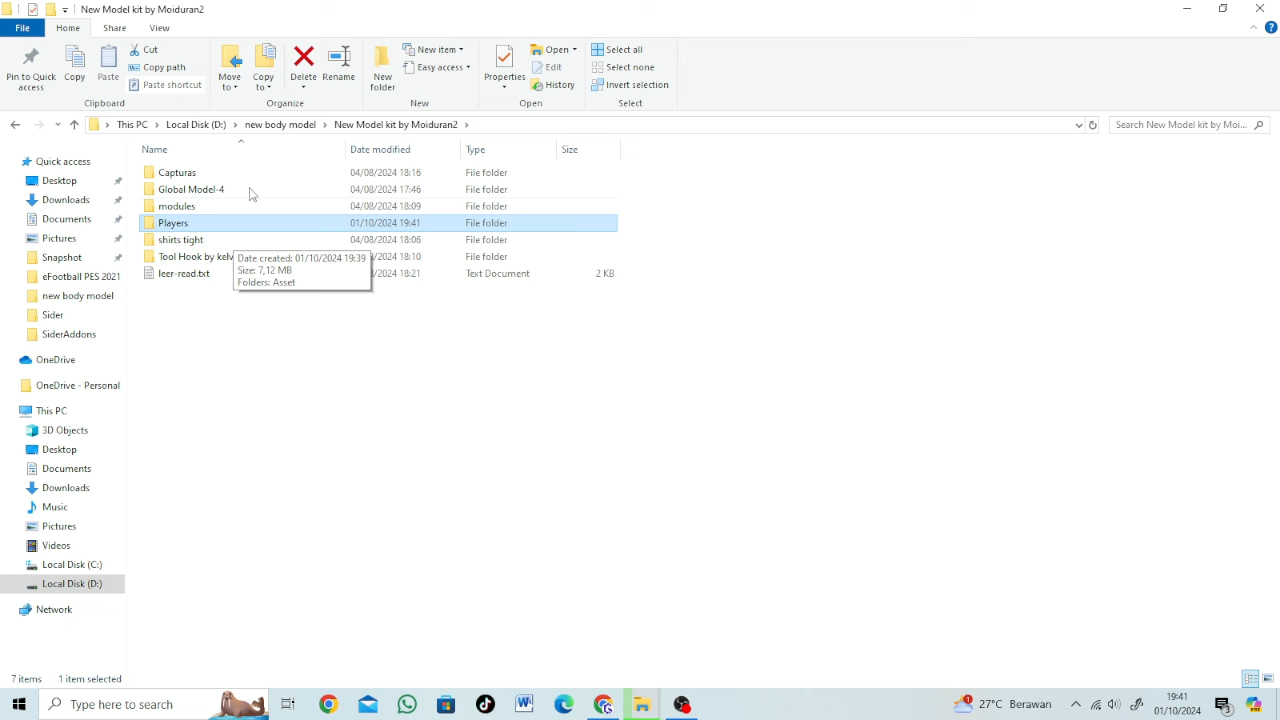 New Model kit by Moiduran2
File Home Share View
Pin to Quick access
Copy
Paste
Cut
Copy path
Paste shortcut
Clipboard
Move to
Copy to
Delete
Rename
Organize
New folder
New item
Easy access
New
Properties
Open
Edit
History
Open
Select all
Select none
Invert selection
Select
This PC > Local Disk (D:) > new body model > New Model kit by Moiduran2 >
Search New Model kit by Moi...
Name Date modified Type Size
Capturas 04/08/2024 18:16 File folder
Global Model-4 04/08/2024 17:46 File folder
modules 04/08/2024 18:09 File folder
Players 01/10/2024 19:41 File folder
shirts tight 04/08/2024 18:06 File folder
Tool Hook by kelv 18:10 File folder
leer-read.txt 18:21 Text Document 2 KB
Date created: 01/10/2024 19:39
Size: 7,12 MB
Folders: Asset
Quick access
Desktop
Downloads
Documents
Pictures
Snapshot
eFootball PES 2021
new body model
Sider
SiderAddons
OneDrive
OneDrive - Personal
This PC
3D Objects
Desktop
Documents
Downloads
Music
Pictures
Videos
Local Disk (C:)
Local Disk (D:)
Network
7 items 1 item selected
Type here to search
27°C Berawan
19:41
01/10/2024